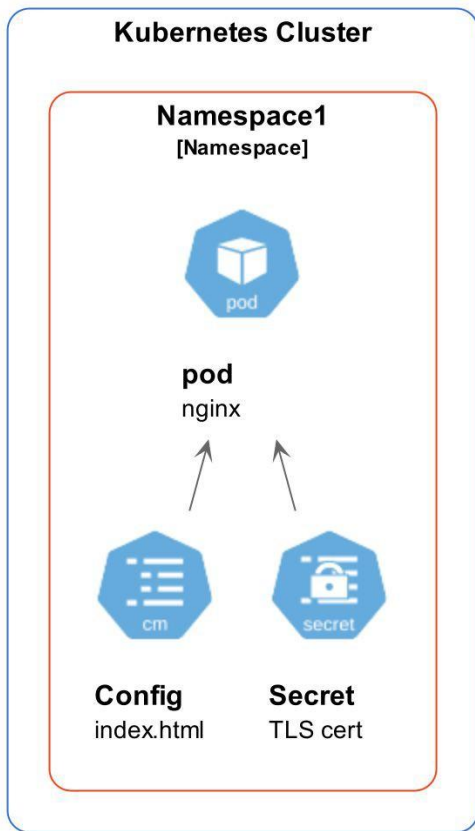 Kubernetes Cluster
Namespace1
[Namespace]
pod
pod
nginx
cm
secret
Config
Secret
index.html
TLS cert